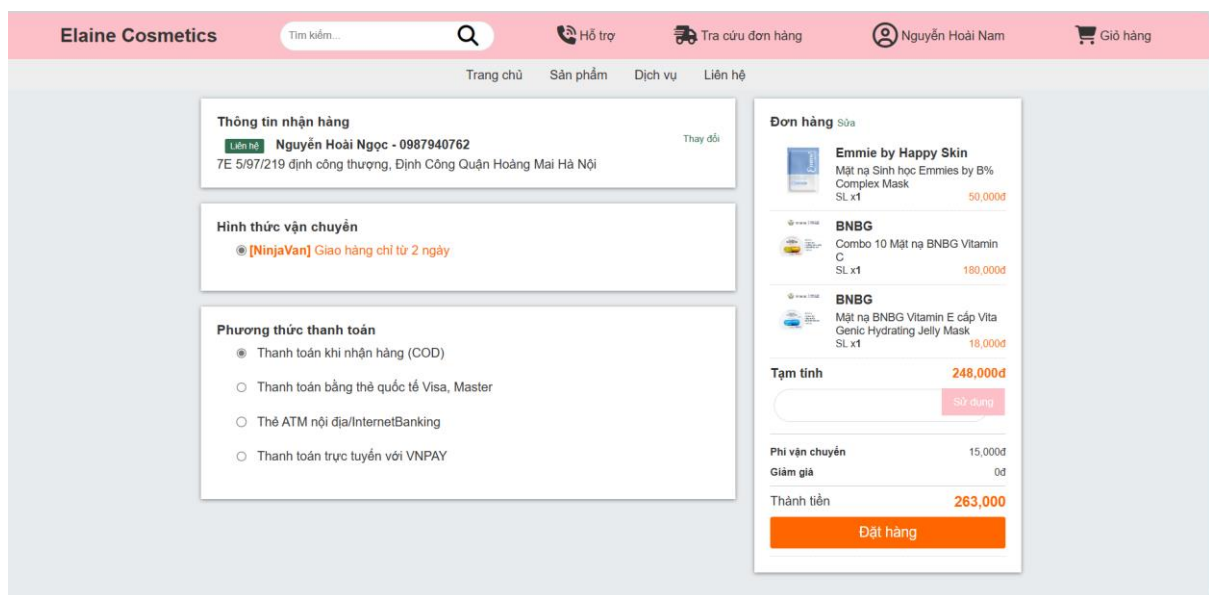 Elaine Cosmetics
Tìm kiếm...
Hỗ trợ
Tra cứu đơn hàng
Nguyễn Hoài Nam
Giỏ hàng
Trang chủ Sản phẩm Dịch vụ Liên hệ
Thông tin nhận hàng
Liên hệ Nguyễn Hoài Ngọc - 0987940762
Thay đổi
7E 5/97/219 định công thượng, Định Công Quận Hoàng Mai Hà Nội
Hình thức vận chuyển
[NinjaVan] Giao hàng chỉ từ 2 ngày
Phương thức thanh toán
Thanh toán khi nhận hàng (COD)
Thanh toán bằng thẻ quốc tế Visa, Master
Thẻ ATM nội địa/InternetBanking
Thanh toán trực tuyến với VNPAY
Đơn hàng Sửa
Emmie by Happy Skin
Mặt nạ Sinh học Emmies by B%
Complex Mask
SL x1 50,000đ
BNBG
Combo 10 Mặt nạ BNBG Vitamin
C
SL x1 180,000đ
BNBG
Mặt nạ BNBG Vitamin E cấp Vita
Genic Hydrating Jelly Mask
SL x1 18,000đ
Tạm tính 248,000đ
Sử dụng
Phí vận chuyển 15,000đ
Giảm giá 0đ
Thành tiền 263,000
Đặt hàng